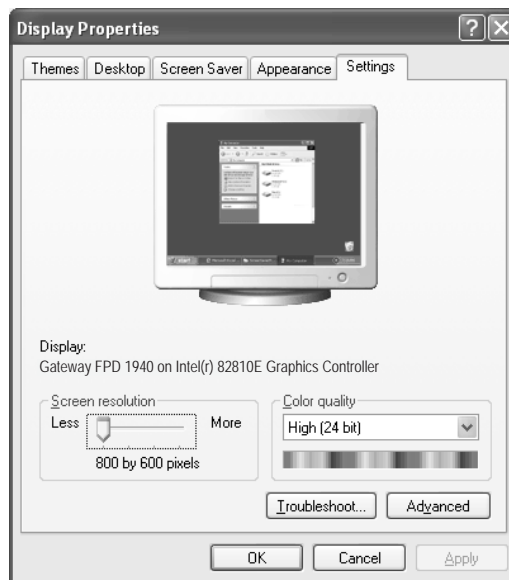 Display Properties
Themes Desktop Screen Saver Appearance Settings
Display:
Gateway FPD 1940 on Intel(r) 82810E Graphics Controller
Screen resolution
Less More
800 by 600 pixels
Color quality
High (24 bit)
Troubleshoot... Advanced
OK Cancel Apply